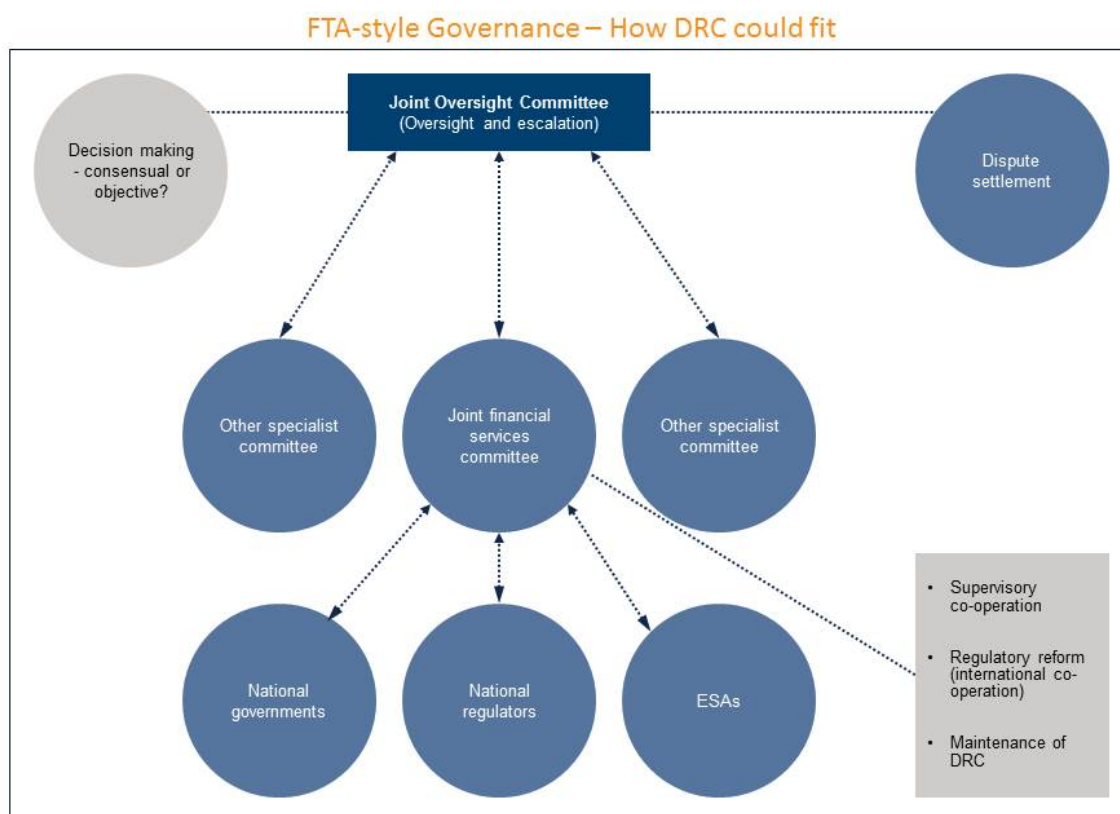 FTA-style Governance – How DRC could fit
Joint Oversight Committee
(Oversight and escalation)
Decision making
- consensual or
objective?
Dispute
settlement
Other specialist
committee
Joint financial
services
committee
Other specialist
committee
• Supervisory
co-operation
• Regulatory reform
(international co-
operation)
• Maintenance of
DRC
National
governments
National
regulators
ESAs